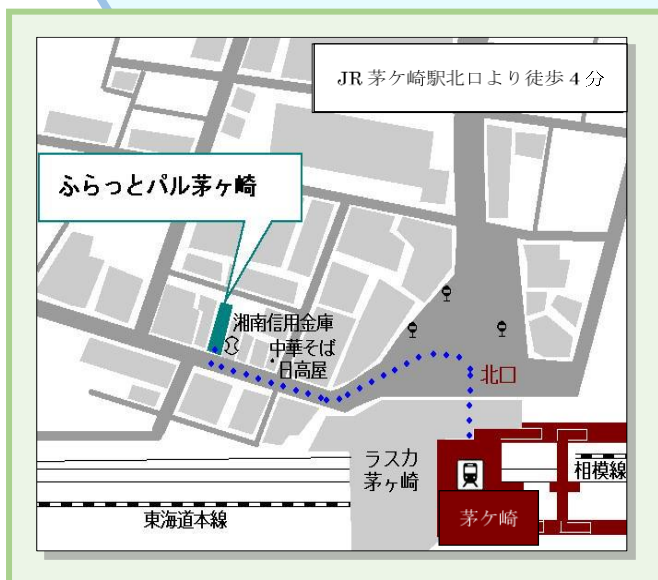 JR 茅ケ崎駅北口より徒歩 4 分
ふらっとパル茅ヶ崎
湘南信用金庫
中華そば
日高屋
北口
ラスカ
茅ヶ崎
相模線
茅ケ崎
東海道本線